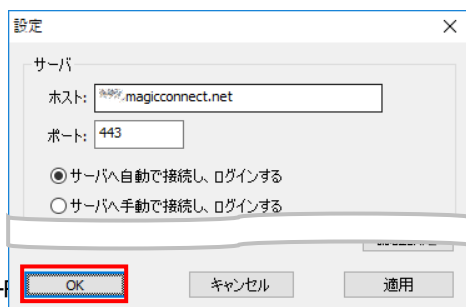 設定
サーバ
ホスト: .magicconnect.net
ポート: 443
サーバへ自動で接続し、ログインする
サーバへ手動で接続し、ログインする
OK キャンセル 適用